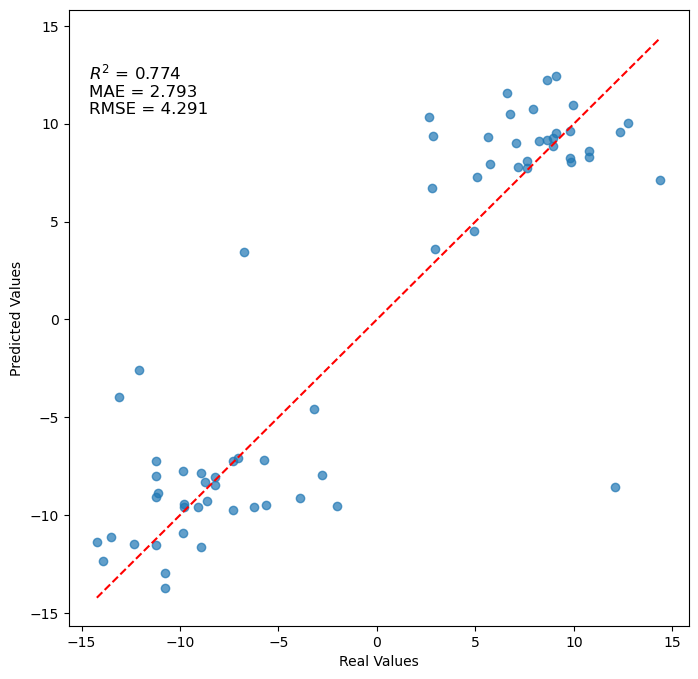 R² = 0.774
MAE = 2.793
RMSE = 4.291
Predicted Values
15
10
5
0
−5
−10
−15
−15 −10 −5 0 5 10 15
Real Values